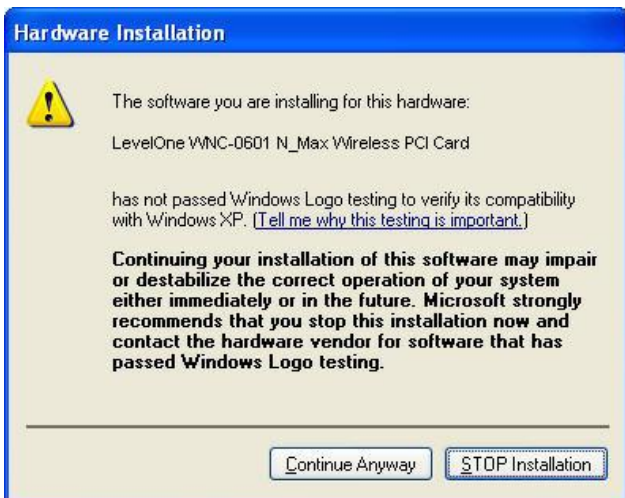 Hardware Installation
The software you are installing for this hardware:
LevelOne WNC-0601 N_Max Wireless PCI Card
has not passed Windows Logo testing to verify its compatibility
with Windows XP. (Tell me why this testing is important.)
Continuing your installation of this software may impair
or destabilize the correct operation of your system
either immediately or in the future. Microsoft strongly
recommends that you stop this installation now and
contact the hardware vendor for software that has
passed Windows Logo testing.
Continue Anyway
STOP Installation